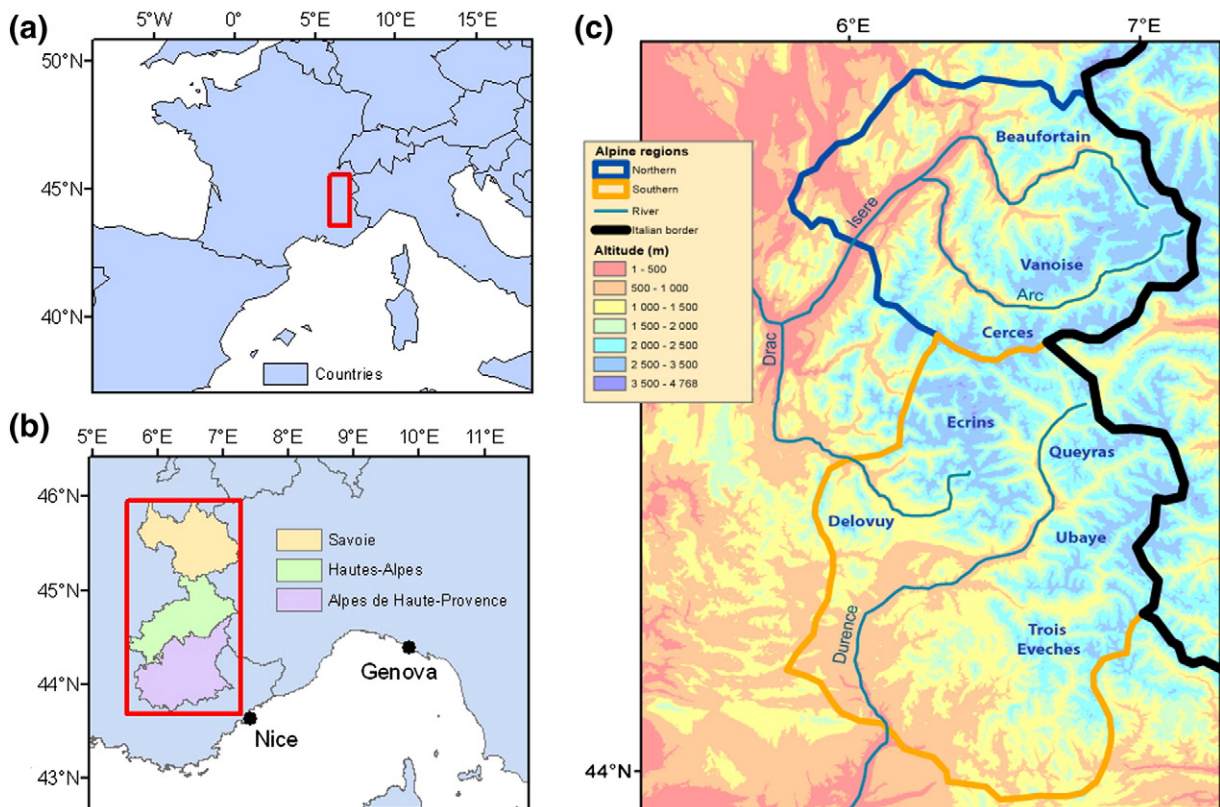 (a)
5°W 0° 5°E 10°E 15°E
50°N
45°N
40°N
Countries
(b)
5°E 6°E 7°E 8°E 9°E 10°E 11°E
46°N
45°N
44°N
43°N
Savoie
Hautes-Alpes
Alpes de Haute-Provence
Genova
Nice
(c)
6°E 7°E
44°N
Alpine regions
Northern
Southern
River
Italian border
Altitude (m)
1 - 500
500 - 1 000
1 000 - 1 500
1 500 - 2 000
2 000 - 2 500
2 500 - 3 500
3 500 - 4 768
Beaufortain
Isere
Vanoise
Arc
Cerces
Drac
Ecrins
Queyras
Delovuy
Ubaye
Durence
Trois
Eveches